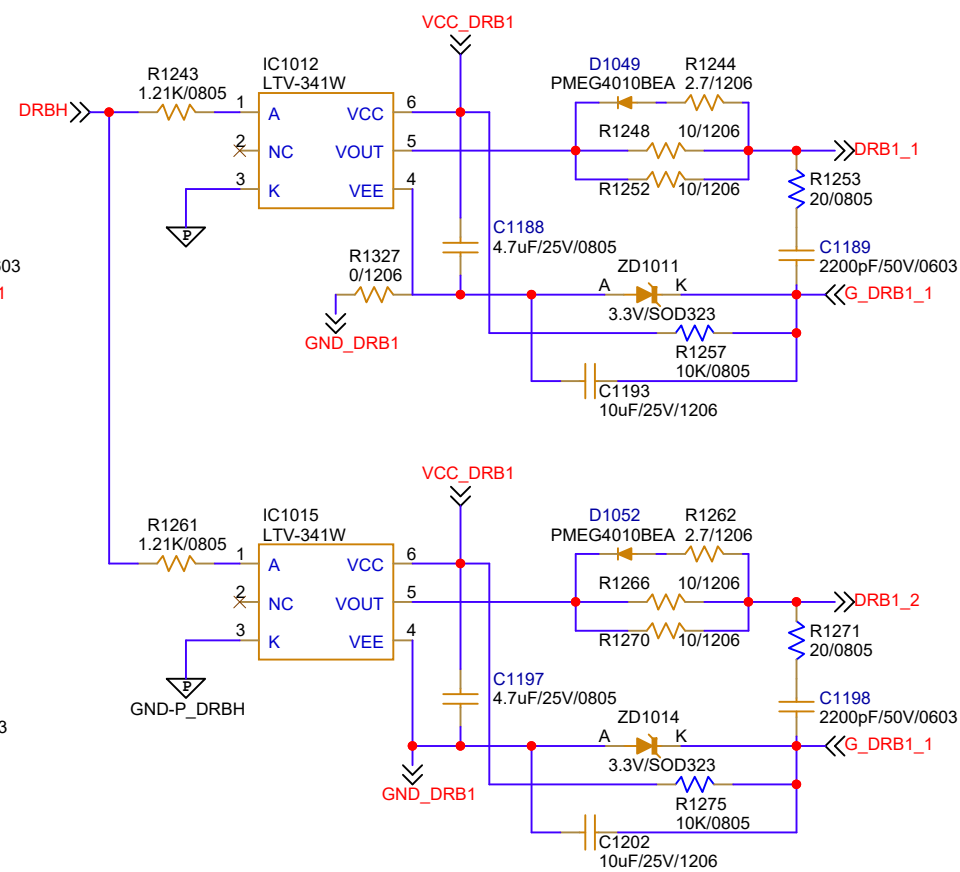 VCC_DRB1
IC1012
LTV-341W
D1049
PMEG4010BEA
R1244
2.7/1206
R1243
1.21K/0805
DRBH
1
A
VCC
6
R1248
10/1206
2
NC
VOUT
5
DRB1_1
3
K
VEE
4
R1252
10/1206
R1253
20/0805
P
C1188
4.7uF/25V/0805
C1189
2200pF/50V/0603
R1327
0/1206
603
1
ZD1011
A
K
G_DRB1_1
3.3V/SOD323
GND_DRB1
R1257
10K/0805
C1193
10uF/25V/1206
VCC_DRB1
IC1015
LTV-341W
D1052
PMEG4010BEA
R1262
2.7/1206
R1261
1.21K/0805
1
A
VCC
6
R1266
10/1206
2
NC
VOUT
5
DRB1_2
3
K
VEE
4
R1270
10/1206
R1271
20/0805
P
GND-P_DRBH
C1197
4.7uF/25V/0805
C1198
2200pF/50V/0603
3
ZD1014
A
K
G_DRB1_1
3.3V/SOD323
GND_DRB1
R1275
10K/0805
C1202
10uF/25V/1206